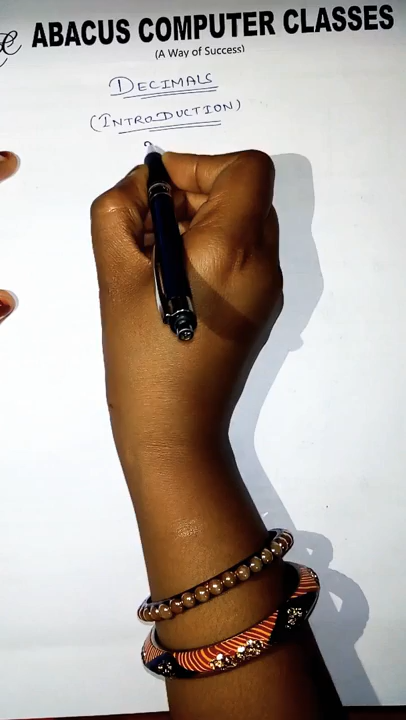 ABACUS COMPUTER CLASSES
(A Way of Success)
DECIMALS
(INTRODUCTION)